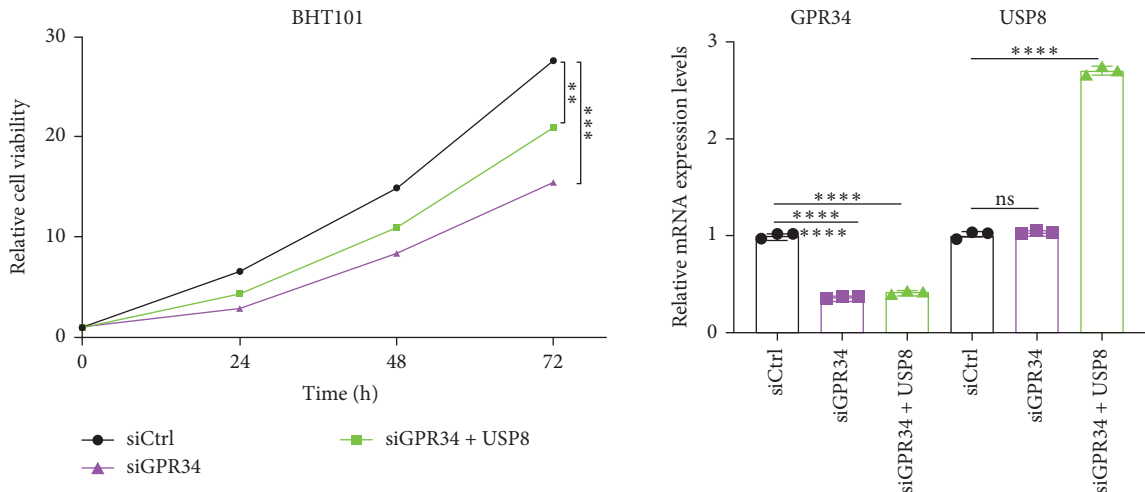 BHT101
Relative cell viability
30
20
10
0
0
24
48
72
Time (h)
**
***
siCtrl
siGPR34
siGPR34 + USP8
GPR34
USP8
Relative mRNA expression levels
3
2
1
0
****
****
****
ns
****
siCtrl
siGPR34
siGPR34 + USP8
siCtrl
siGPR34
siGPR34 + USP8